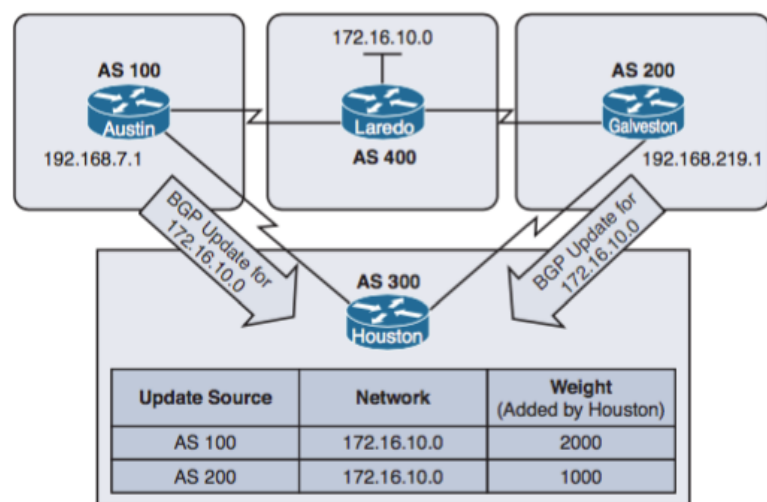 172.16.10.0
AS 100
AS 200
Austin
Laredo
Galveston
AS 400
192.168.7.1
192.168.219.1
BGP Update for
172.16.10.0
BGP Update for
172.16.10.0
AS 300
Houston
Update Source Network Weight
(Added by Houston)
AS 100 172.16.10.0 2000
AS 200 172.16.10.0 1000